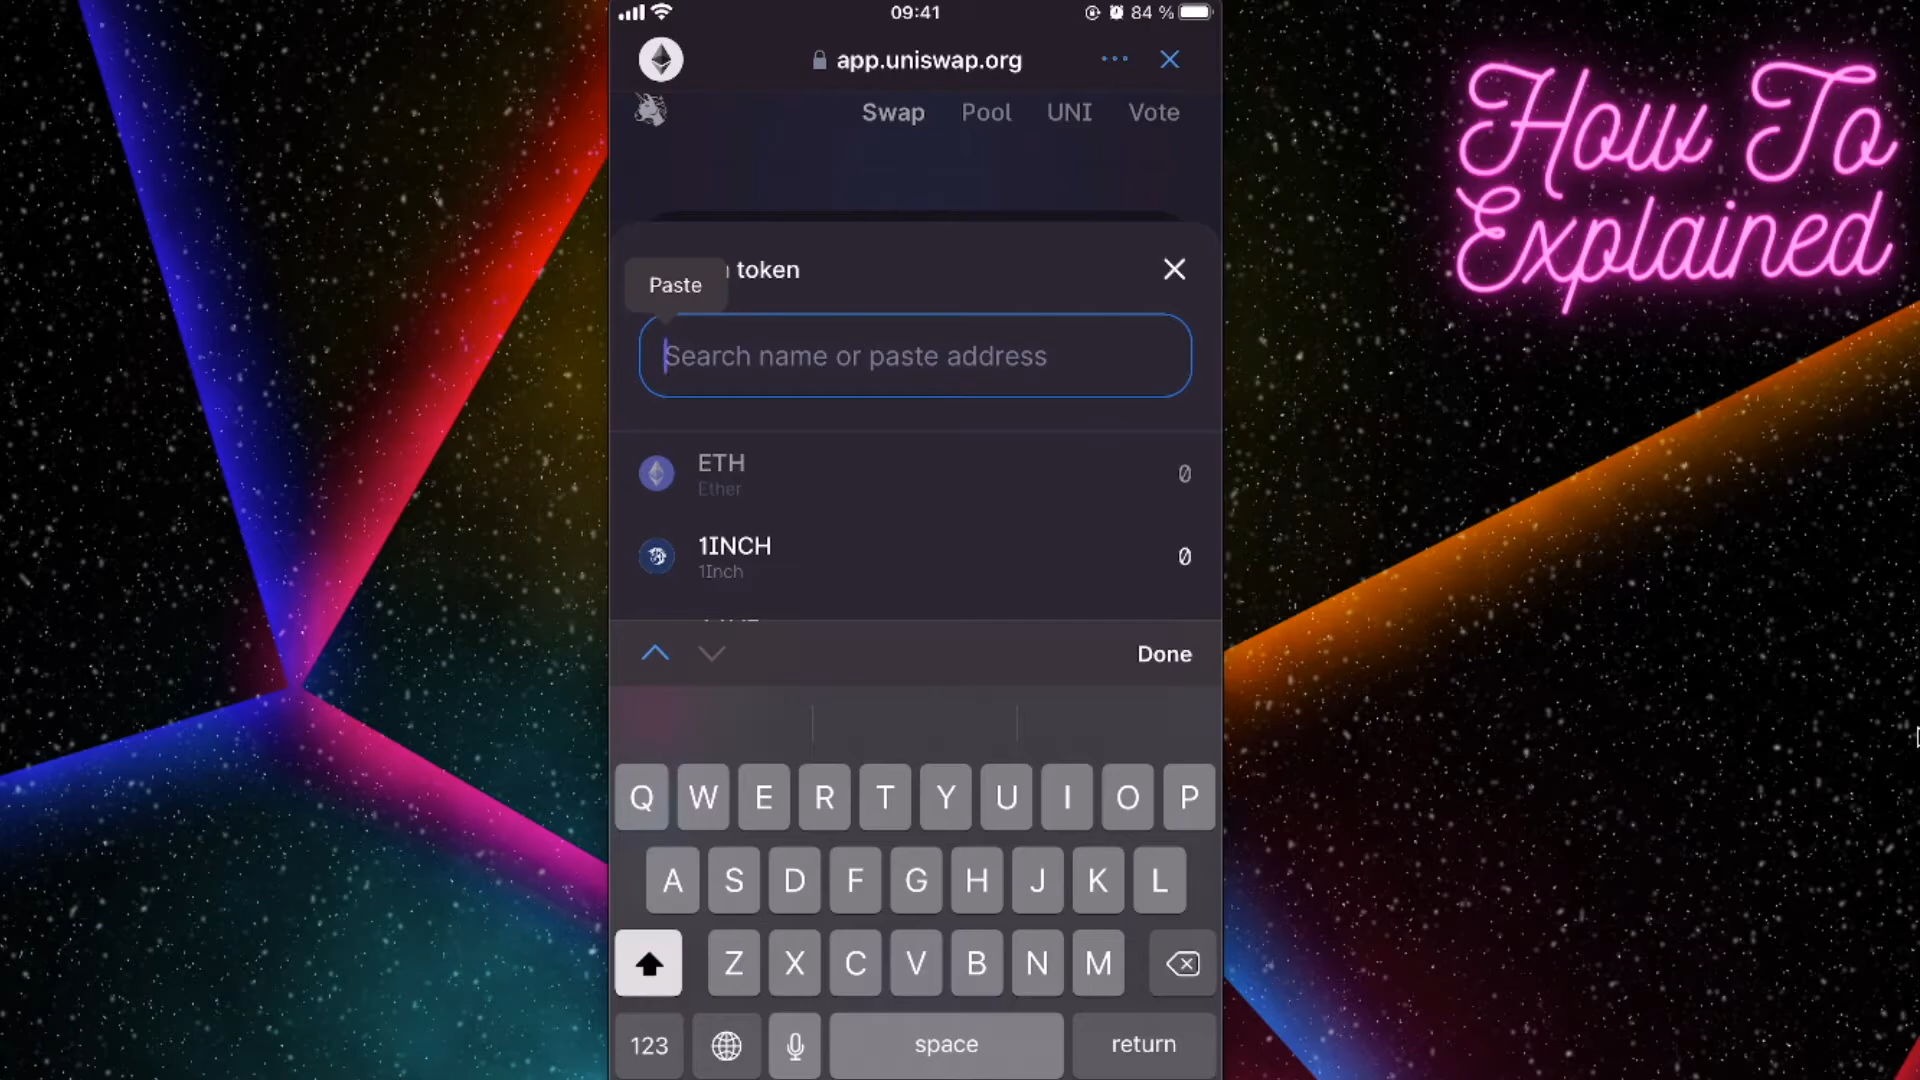 09:41
84 %
app.uniswap.org
Swap Pool UNI Vote
token
Paste
Search name or paste address
ETH 0
Ether
1INCH 0
1Inch
Done
Q W E R T Y U I O P
A S D F G H J K L
Z X C V B N M
123 space return
How To
Explained